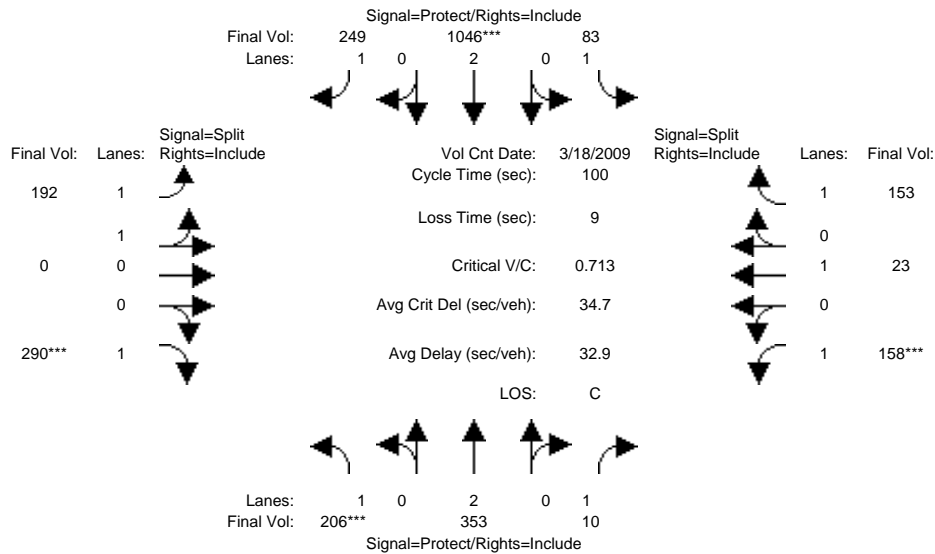 Signal=Protect/Rights=Include
Final Vol: 249 1046*** 83
Lanes: 1 0 2 0 1
Signal=Split
Final Vol: Lanes: Rights=Include
Vol Cnt Date: 3/18/2009
Signal=Split
Rights=Include Lanes: Final Vol:
Cycle Time (sec): 100
192 1
1 153
Loss Time (sec): 9
1
0
0 0
Critical V/C: 0.713
1 23
0
Avg Crit Del (sec/veh): 34.7
0
290*** 1
Avg Delay (sec/veh): 32.9
1 158***
LOS: C
Lanes: 1 0 2 0 1
Final Vol: 206*** 353 10
Signal=Protect/Rights=Include